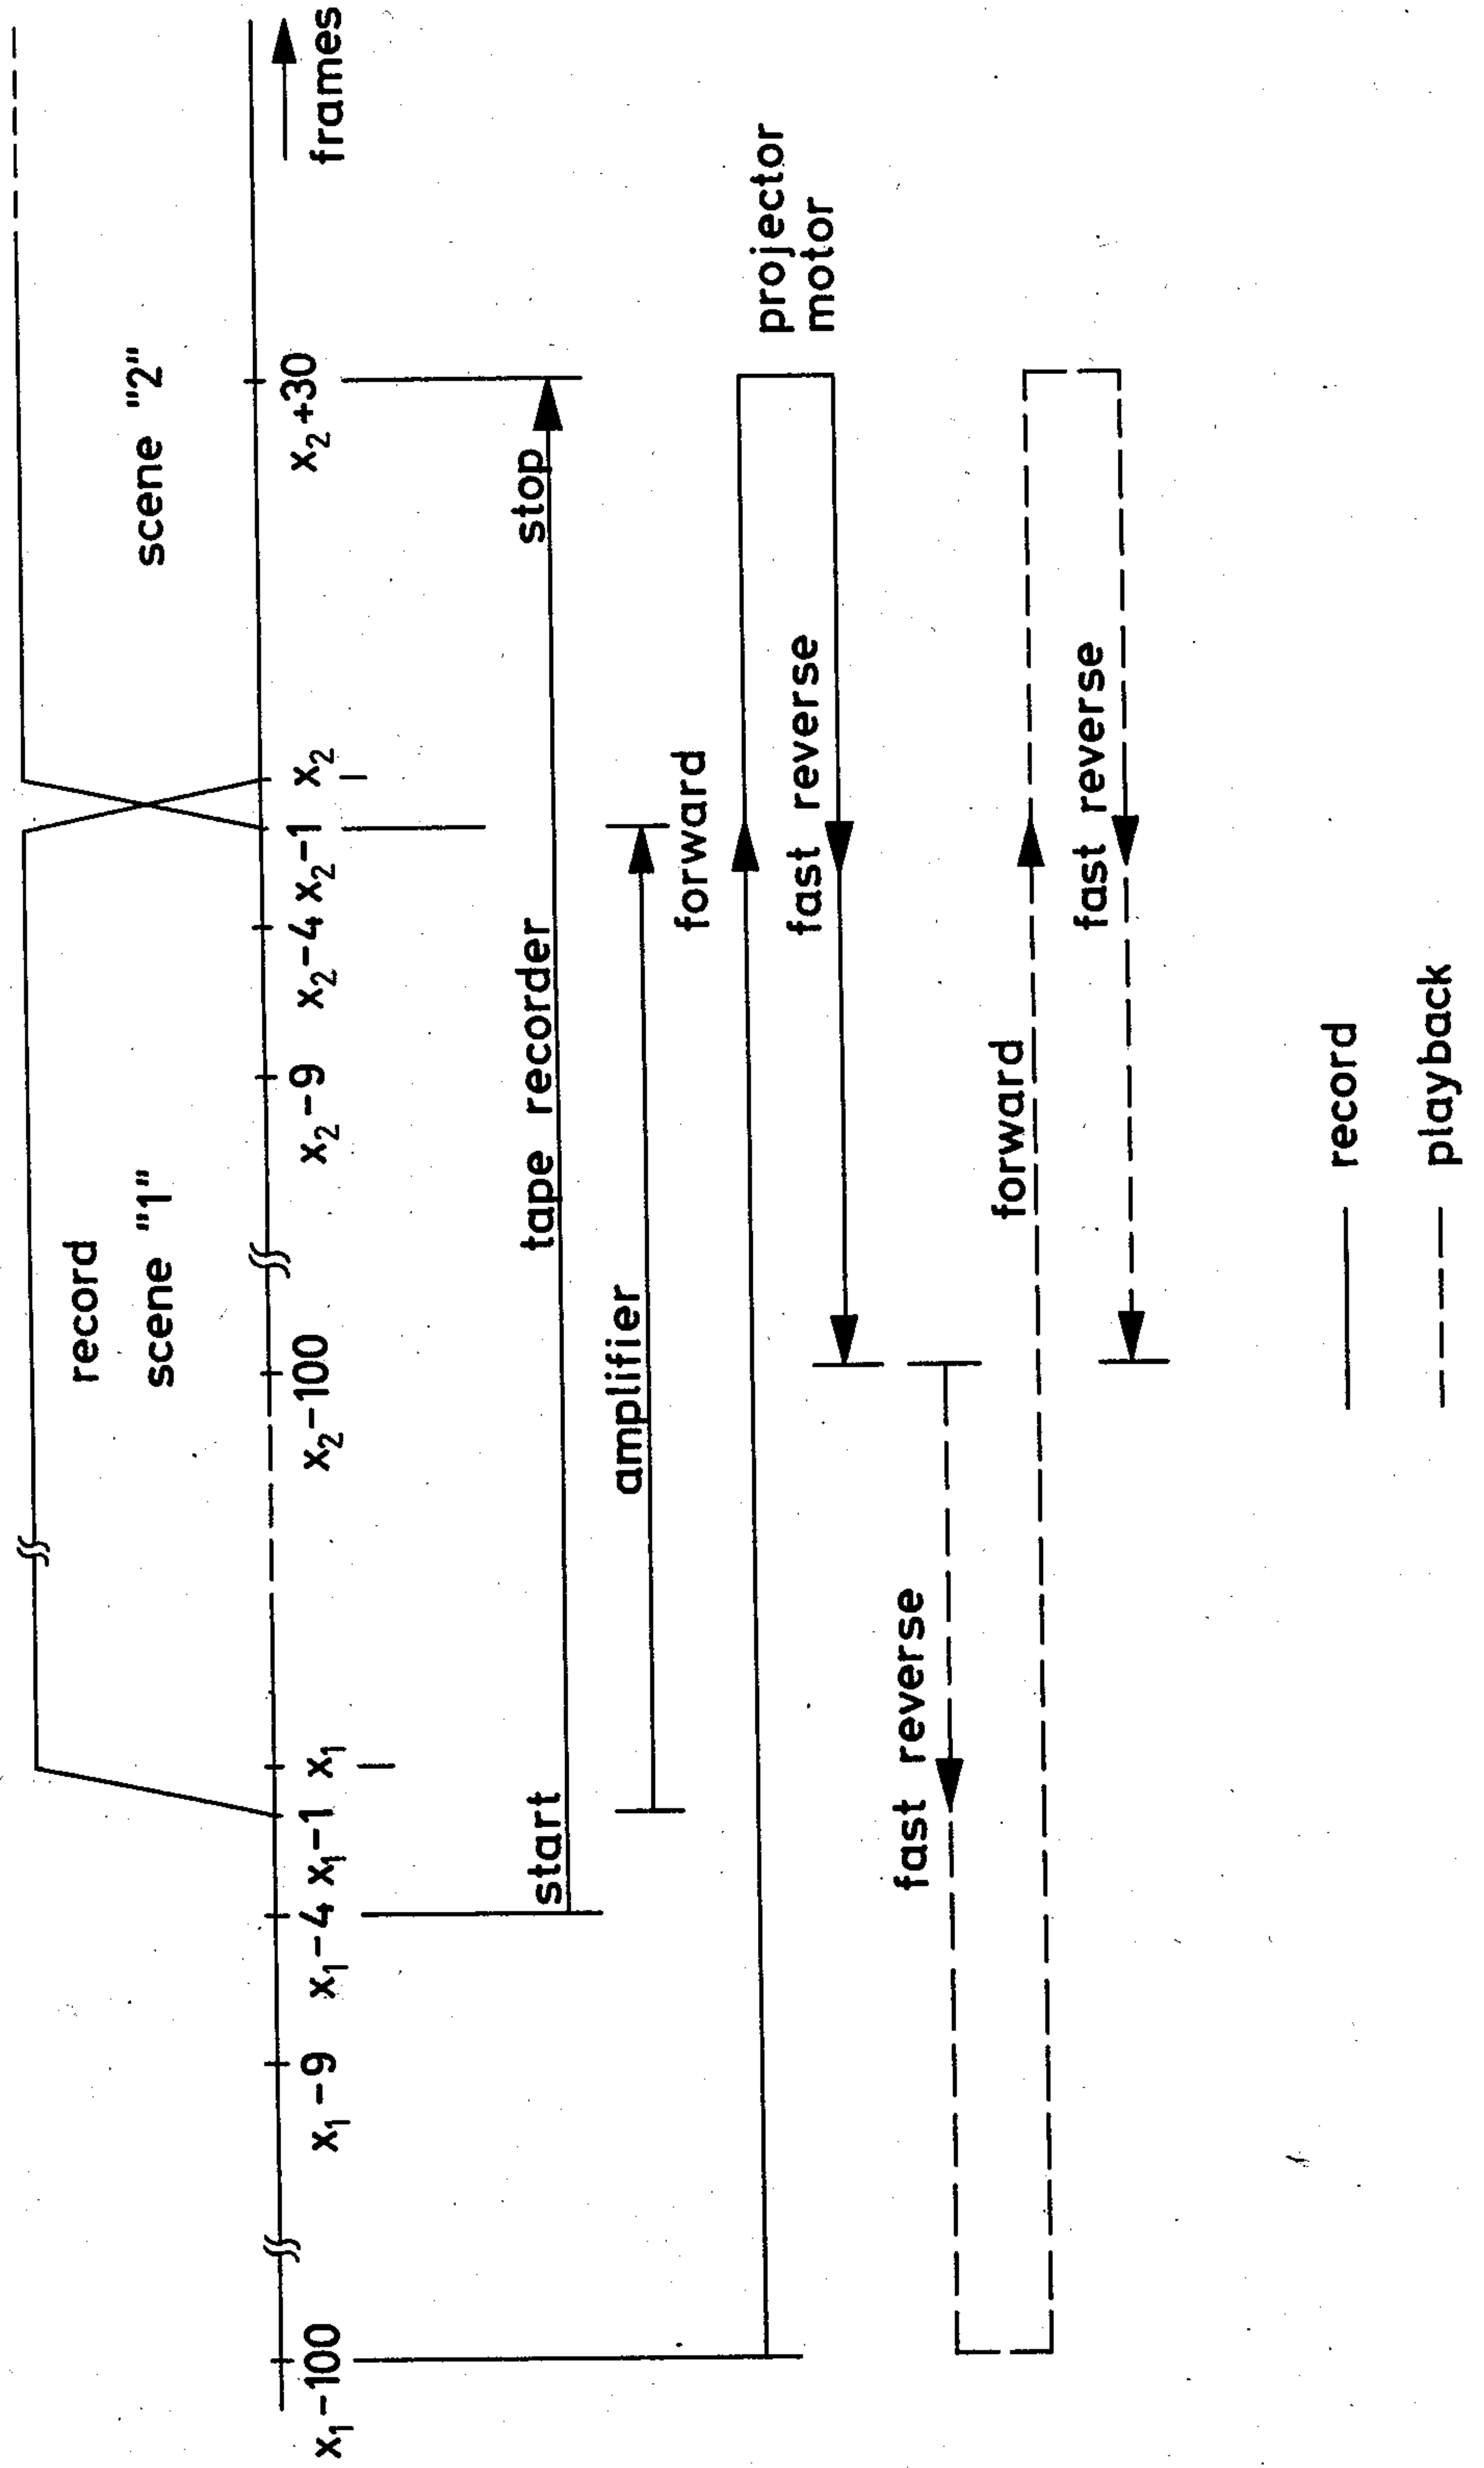 record
scene "1"
scene "2"
x₁−100
x₁−9
x₁−4
x₁−1
x₁
x₂−100
x₂−9
x₂−4
x₂−1
x₂
x₂+30
frames
start
tape recorder
stop
amplifier
forward
projector
motor
fast reverse
fast reverse
forward
fast reverse
record
playback